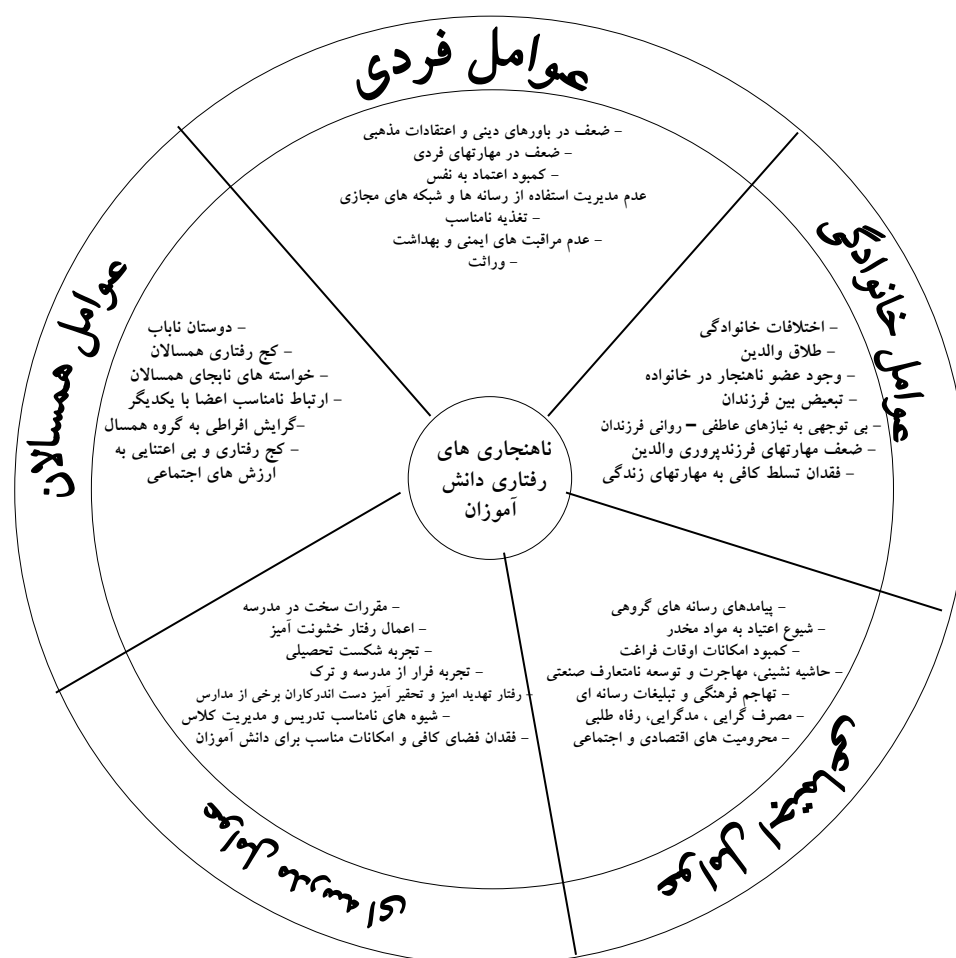 عوامل فردی
– ضعف در باورهای دینی و اعتقادات مذهبی
– ضعف در مهارتهای فردی
– کمبود اعتماد به نفس
عدم مدیریت استفاده از رسانه ها و شبکه های مجازی
– تغذیه نامناسب
– عدم مراقبت های ایمنی و بهداشت
– وراثت
عوامل خانوادگی
– اختلافات خانوادگی
– طلاق والدین
– وجود عضو ناهنجار در خانواده
– تبعیض بین فرزندان
– بی توجهی به نیازهای عاطفی – روانی فرزندان
– ضعف مهارتهای فرزندپروری والدین
– فقدان تسلط کافی به مهارتهای زندگی
عوامل همسالان
– دوستان ناباب
– کج رفتاری همسالان
– خواسته های نابجای همسالان
– ارتباط نامناسب اعضا با یکدیگر
–گرایش افراطی به گروه همسال
– کج رفتاری و بی اعتنایی به
ارزش های اجتماعی
ناهنجاری های
رفتاری دانش
آموزان
– پیامدهای رسانه های گروهی
– شیوع اعتیاد به مواد مخدر
– کمبود امکانات اوقات فراغت
– حاشیه نشینی، مهاجرت و توسعه نامتعارف صنعتی
– تهاجم فرهنگی و تبلیغات رسانه ای
– مصرف گرایی ، مدگرایی، رفاه طلبی
– محرومیت های اقتصادی و اجتماعی
عوامل اجتماعی
– مقررات سخت در مدرسه
– اعمال رفتار خشونت آمیز
– تجربه شکست تحصیلی
– تجربه فرار از مدرسه و ترک
– رفتار تهدید امیز و تحقیر آمیز دست اندرکاران برخی از مدارس
– شیوه های نامناسب تدریس و مدیریت کلاس
– فقدان فضای کافی و امکانات مناسب برای دانش آموزان
عوامل مدرسه ای